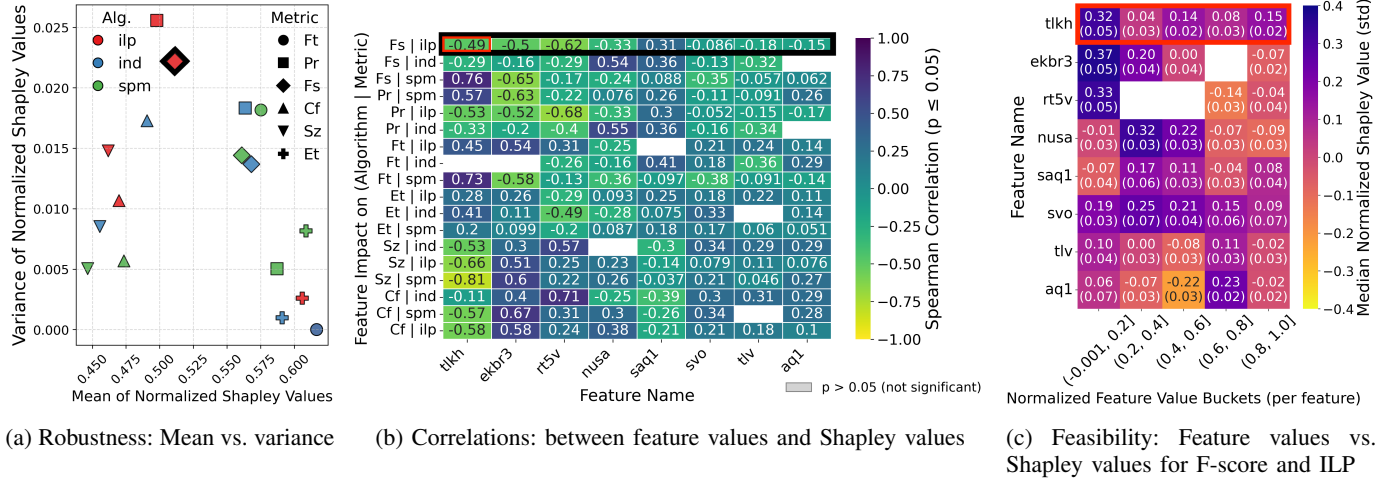 Alg.
ilp
ind
spm
Metric
Ft
Pr
Fs
Cf
Sz
Et
Variance of Normalized Shapley Values
0.025
0.020
0.015
0.010
0.005
0.000
0.450 0.475 0.500 0.525 0.550 0.575 0.600
Mean of Normalized Shapley Values
(a) Robustness: Mean vs. variance
Feature Impact on (Algorithm | Metric)
Fs | ilp -0.49 -0.5 -0.62 -0.33 0.31 -0.086 -0.18 -0.15
Fs | ind -0.29 -0.16 -0.29 0.54 0.36 -0.13 -0.32
Fs | spm 0.76 -0.65 -0.17 -0.24 0.088 -0.35 -0.057 0.062
Pr | spm 0.57 -0.63 -0.22 0.076 0.26 -0.11 -0.091 0.26
Pr | ilp -0.53 -0.52 -0.68 -0.33 0.3 -0.052 -0.15 -0.17
Pr | ind -0.33 -0.2 -0.4 0.55 0.36 -0.16 -0.34
Ft | ilp 0.45 0.54 0.31 -0.25 0.21 0.24 0.14
Ft | ind -0.26 -0.16 0.41 0.18 -0.36 0.29
Ft | spm 0.73 -0.58 -0.13 -0.36 -0.097 -0.38 -0.091 -0.14
Et | ilp 0.28 0.26 -0.29 0.093 0.25 0.18 0.22 0.11
Et | ind 0.41 0.11 -0.49 -0.28 0.075 0.33 0.14
Et | spm 0.2 0.099 -0.2 0.087 0.18 0.17 0.06 0.051
Sz | ind -0.53 0.3 0.57 -0.3 0.34 0.29 0.29
Sz | ilp -0.66 0.51 0.25 0.23 -0.14 0.079 0.11 0.076
Sz | spm -0.81 0.6 0.22 0.26 -0.037 0.21 0.046 0.27
Cf | ind -0.11 0.4 0.71 -0.25 -0.39 0.3 0.31 0.29
Cf | spm -0.57 0.67 0.31 0.3 -0.26 0.34 0.28
Cf | ilp -0.58 0.58 0.24 0.38 -0.21 0.21 0.18 0.1
tlkh ekbr3 rt5v nusa saq1 svo tlv aq1
Feature Name
p > 0.05 (not significant)
1.00
0.75
0.50
0.25
0.00
-0.25
-0.50
-0.75
-1.00
Spearman Correlation (p ≤ 0.05)
(b) Correlations: between feature values and Shapley values
Feature Name
tlkh 0.32 0.04 0.14 0.08 0.15
(0.05) (0.03) (0.02) (0.03) (0.02)
ekbr3 0.37 0.20 0.00 -0.07
(0.05) (0.04) (0.04) (0.02)
rt5v 0.33 -0.14 -0.04
(0.05) (0.03) (0.04)
nusa -0.01 0.32 0.22 -0.07 -0.09
(0.03) (0.03) (0.02) (0.03) (0.03)
saq1 -0.07 0.17 0.11 -0.04 0.08
(0.04) (0.06) (0.03) (0.03) (0.04)
svo 0.19 0.25 0.21 0.15 0.09
(0.03) (0.07) (0.04) (0.06) (0.07)
tlv 0.10 0.00 -0.08 0.11 -0.02
(0.04) (0.03) (0.03) (0.02) (0.03)
aq1 0.06 -0.07 -0.22 0.23 -0.02
(0.07) (0.03) (0.03) (0.02) (0.02)
(-0.001, 0.2] (0.2, 0.4] (0.4, 0.6] (0.6, 0.8] (0.8, 1.0]
Normalized Feature Value Buckets (per feature)
0.4
0.3
0.2
0.1
0.0
-0.1
-0.2
-0.3
-0.4
Median Normalized Shapley Value (std)
(c) Feasibility: Feature values vs.
Shapley values for F-score and ILP